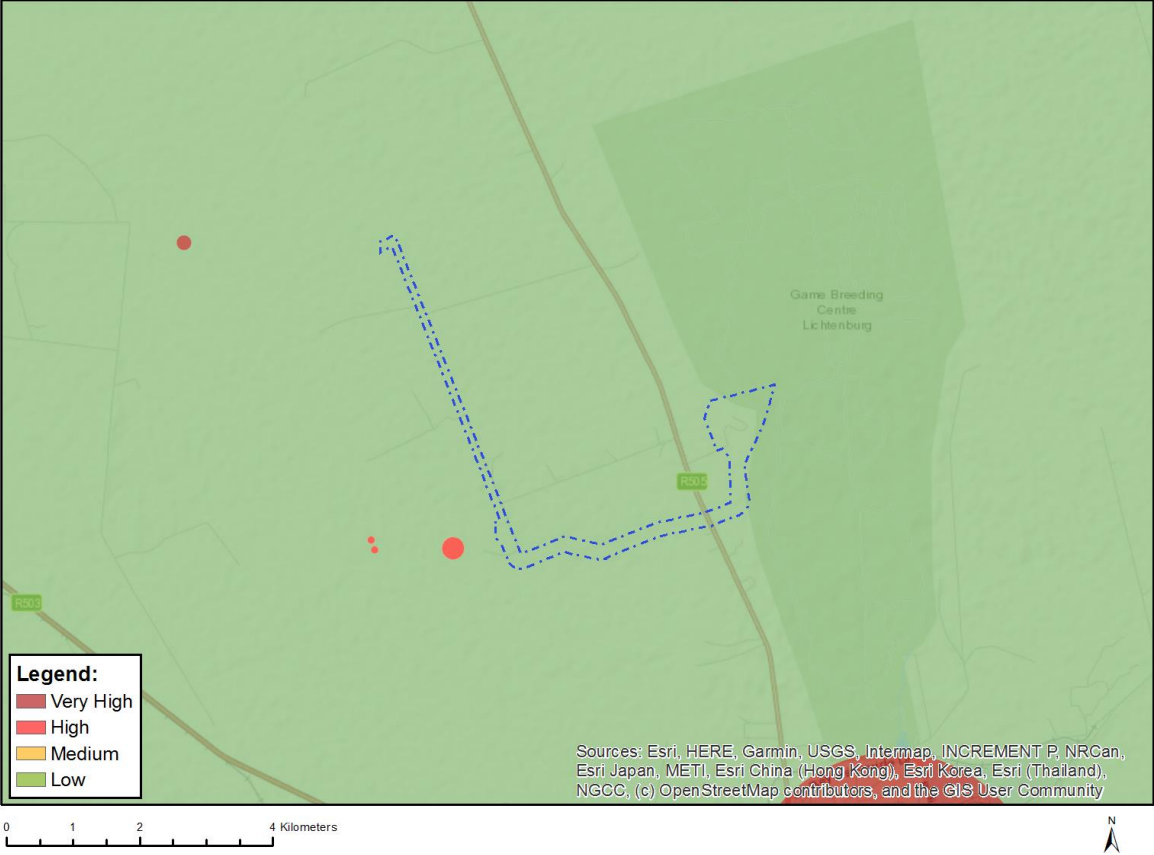 Game Breeding
Centre
Lichtenburg
R505
R503
Legend:
Very High
High
Medium
Low
Sources: Esri, HERE, Garmin, USGS, Intermap, INCREMENT P, NRCan,
Esri Japan, METI, Esri China (Hong Kong), Esri Korea, Esri (Thailand),
NGCC, (c) OpenStreetMap contributors, and the GIS User Community
0 1 2 4 Kilometers
N